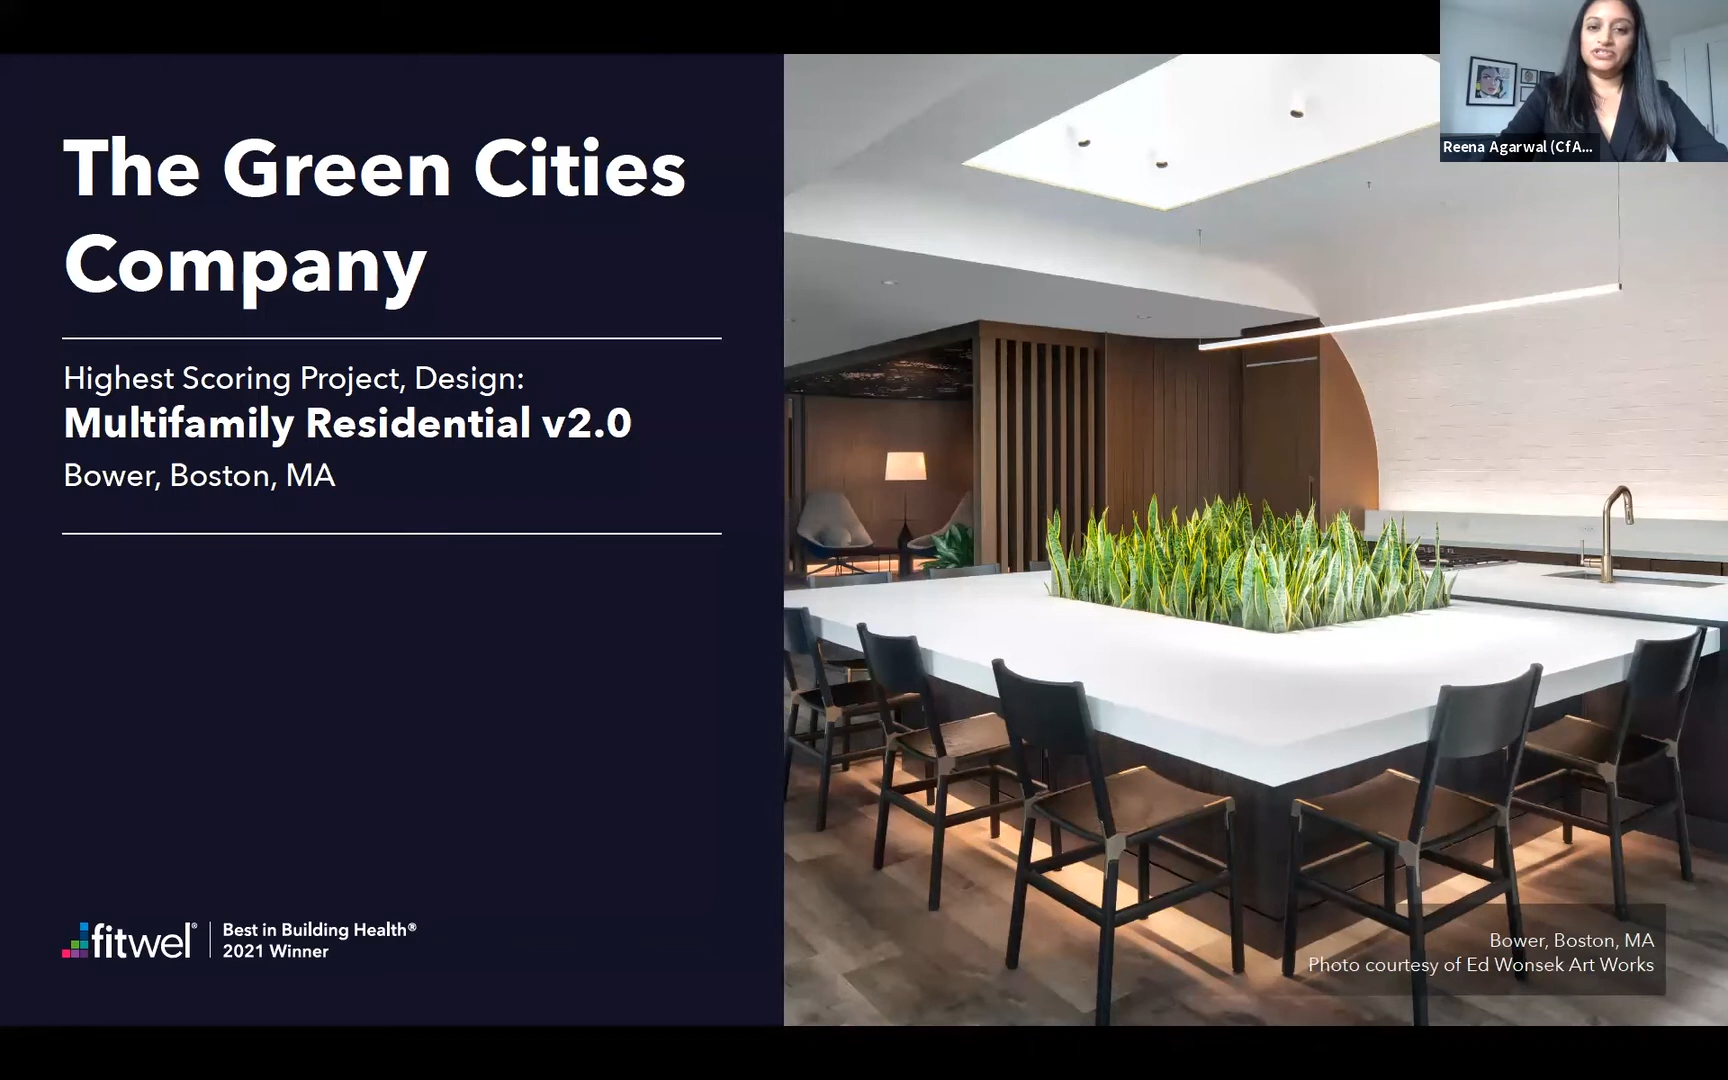 The Green Cities
Company
Highest Scoring Project, Design:
Multifamily Residential v2.0
Bower, Boston, MA
fitwel®
Best in Building Health®
2021 Winner
Reena Agarwal (CfA...
Bower, Boston, MA
Photo courtesy of Ed Wonsek Art Works